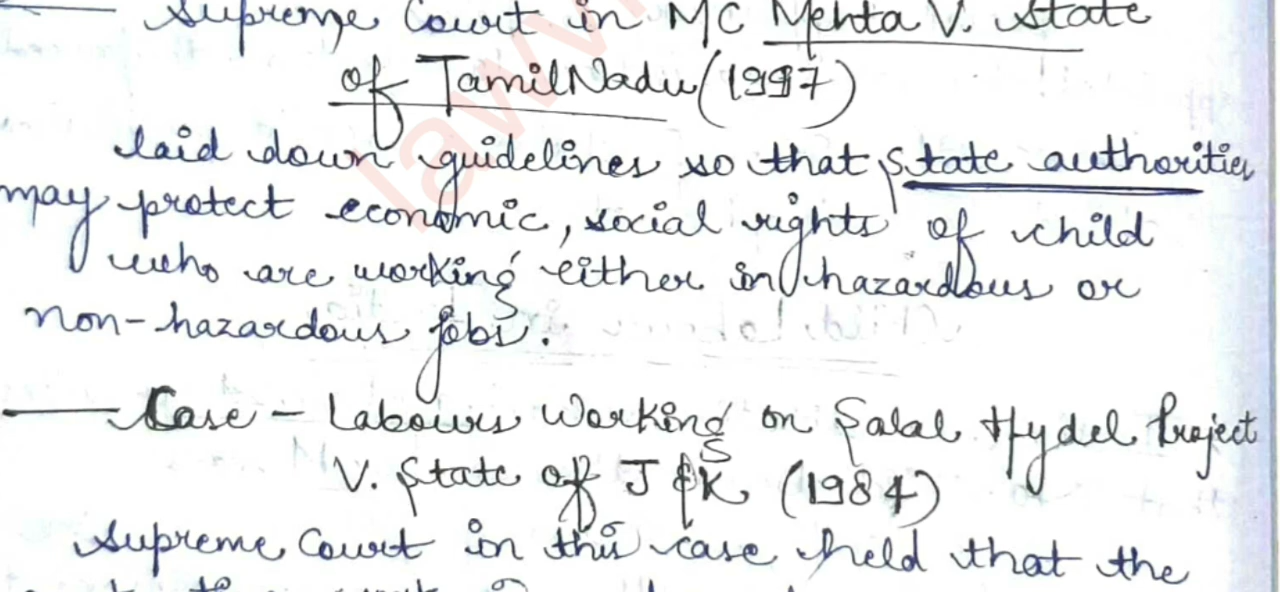 Supreme Court in MC Mehta V. State
of TamilNadu (1997)
laid down guidelines so that State authorities
may protect economic, social rights of child
who are working either in hazardous or
non-hazardous jobs.
Case - Labours Working on Salal Hydel Project
V. State of J & K (1984)
Supreme Court in this case held that the